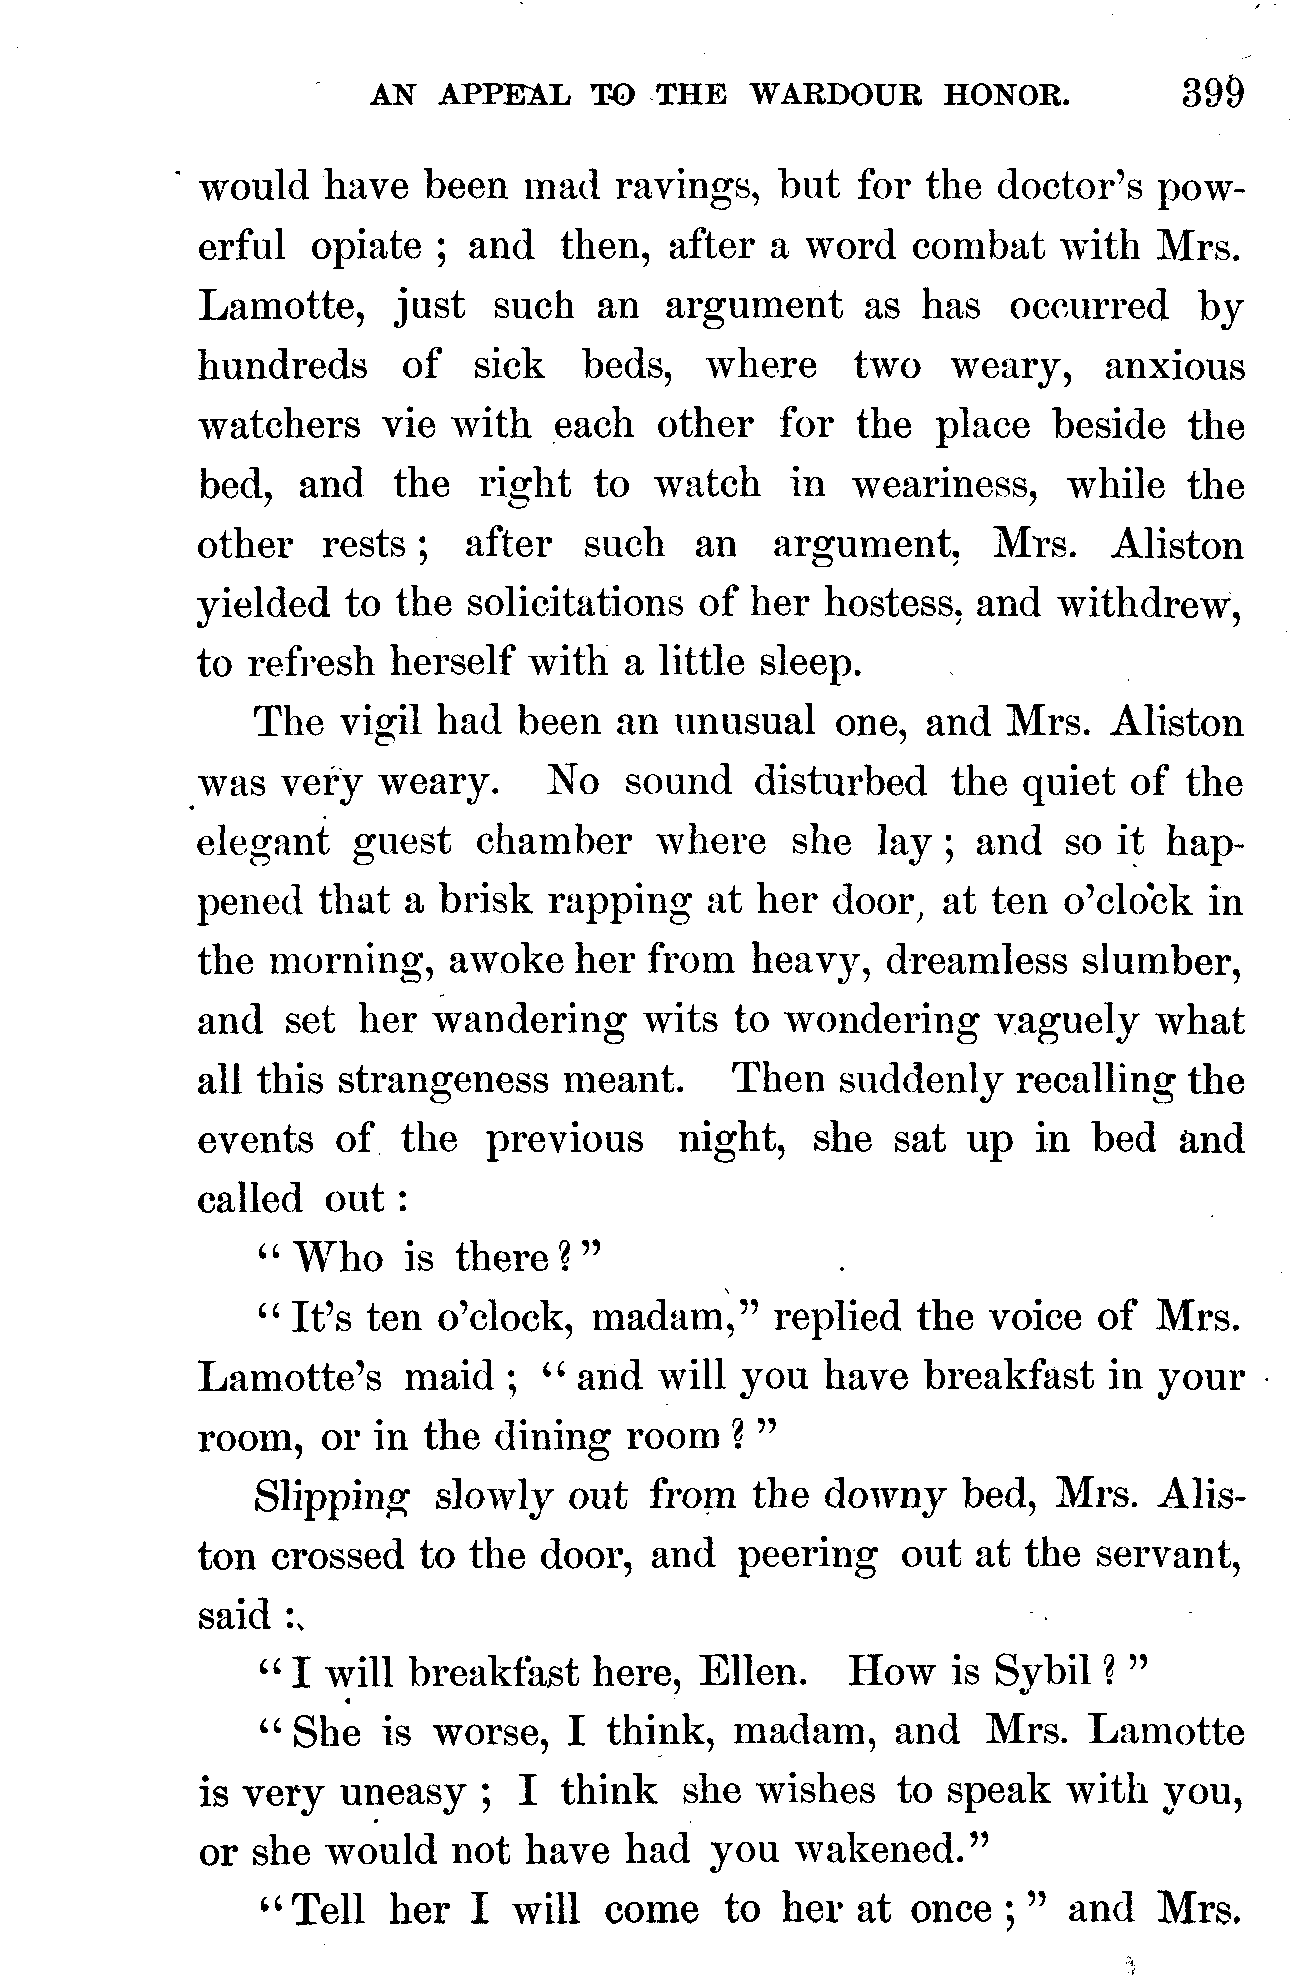 AN APPEAL TO THE WARDOUR HONOR. 399
would have been mad ravings, but for the doctor's pow-
erful opiate ; and then, after a word combat with Mrs.
Lamotte, just such an argument as has occurred by
hundreds of sick beds, where two weary, anxious
watchers vie with each other for the place beside the
bed, and the right to watch in weariness, while the
other rests ; after such an argument, Mrs. Aliston
yielded to the solicitations of her hostess, and withdrew,
to refresh herself with a little sleep.
The vigil had been an unusual one, and Mrs. Aliston
was very weary. No sound disturbed the quiet of the
elegant guest chamber where she lay ; and so it hap-
pened that a brisk rapping at her door, at ten o'clock in
the morning, awoke her from heavy, dreamless slumber,
and set her wandering wits to wondering vaguely what
all this strangeness meant. Then suddenly recalling the
events of the previous night, she sat up in bed and
called out :
“ Who is there ? ”
“ It's ten o'clock, madam,” replied the voice of Mrs.
Lamotte's maid ; “ and will you have breakfast in your
room, or in the dining room ? ”
Slipping slowly out from the downy bed, Mrs. Alis-
ton crossed to the door, and peering out at the servant,
said :
“ I will breakfast here, Ellen. How is Sybil ? ”
“ She is worse, I think, madam, and Mrs. Lamotte
is very uneasy ; I think she wishes to speak with you,
or she would not have had you wakened.”
“ Tell her I will come to her at once ; ” and Mrs.